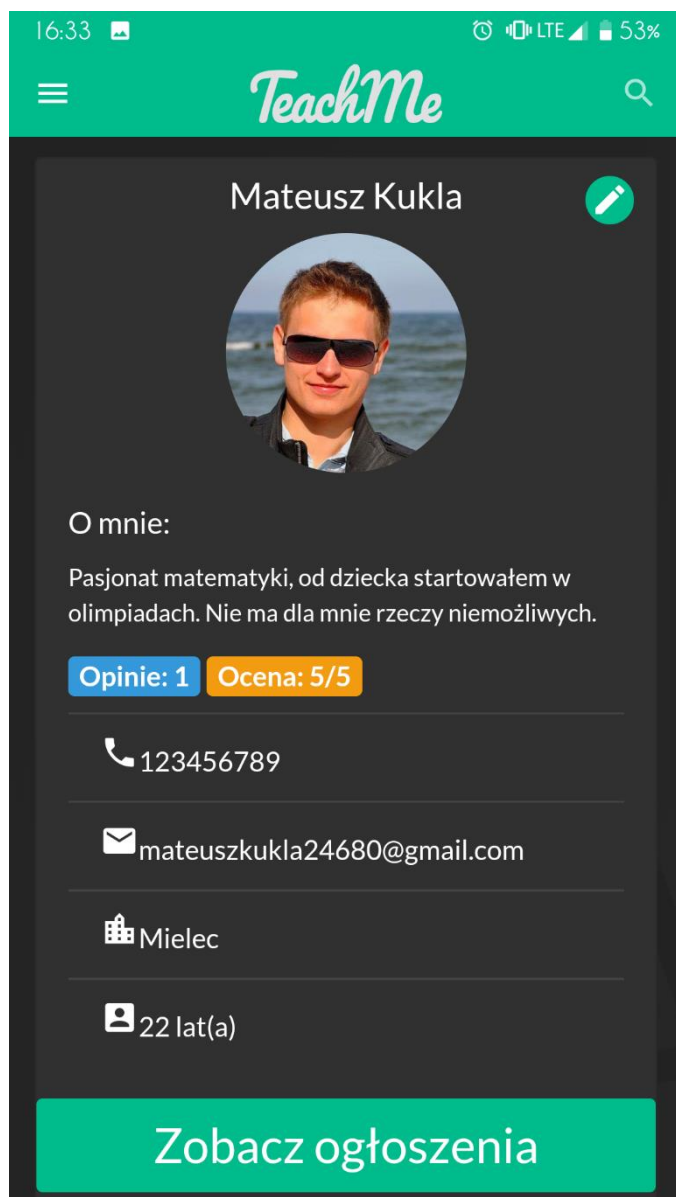 16:33 LTE 53%
TeachMe
Mateusz Kukla
O mnie:
Pasjonat matematyki, od dziecka startowałem w
olimpiadach. Nie ma dla mnie rzeczy niemożliwych.
Opinie: 1 Ocena: 5/5
123456789
mateuszkukla24680@gmail.com
Mielec
22 lat(a)
Zobacz ogłoszenia